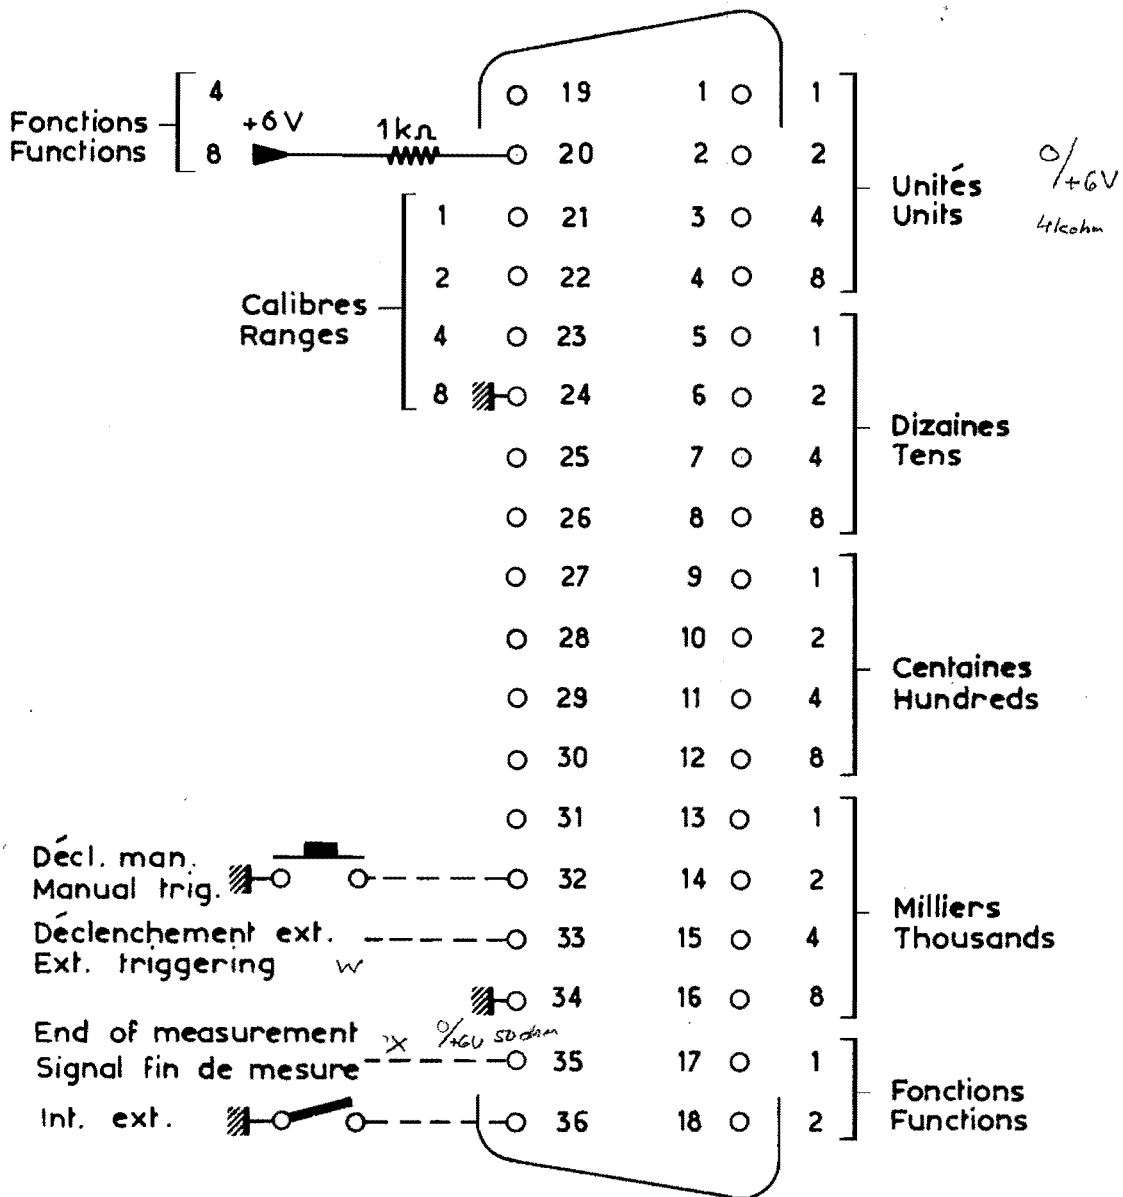 19 1 1
4
Fonctions
Functions
+6V
1kΩ
8
20 2 2
Unités
Units
0/+6V
4kohm
1 21 3 4
2 22 4 8
Calibres
Ranges
4 23 5 1
8 24 6 2
Dizaines
Tens
25 7 4
26 8 8
27 9 1
28 10 2
Centaines
Hundreds
29 11 4
30 12 8
31 13 1
Décl. man.
Manual trig.
32 14 2
Milliers
Thousands
Déclenchement ext.
Ext. triggering
33 15 4
34 16 8
End of measurement
Signal fin de mesure
X 0/+6V 50ohm
35 17 1
Fonctions
Functions
Int. ext.
36 18 2